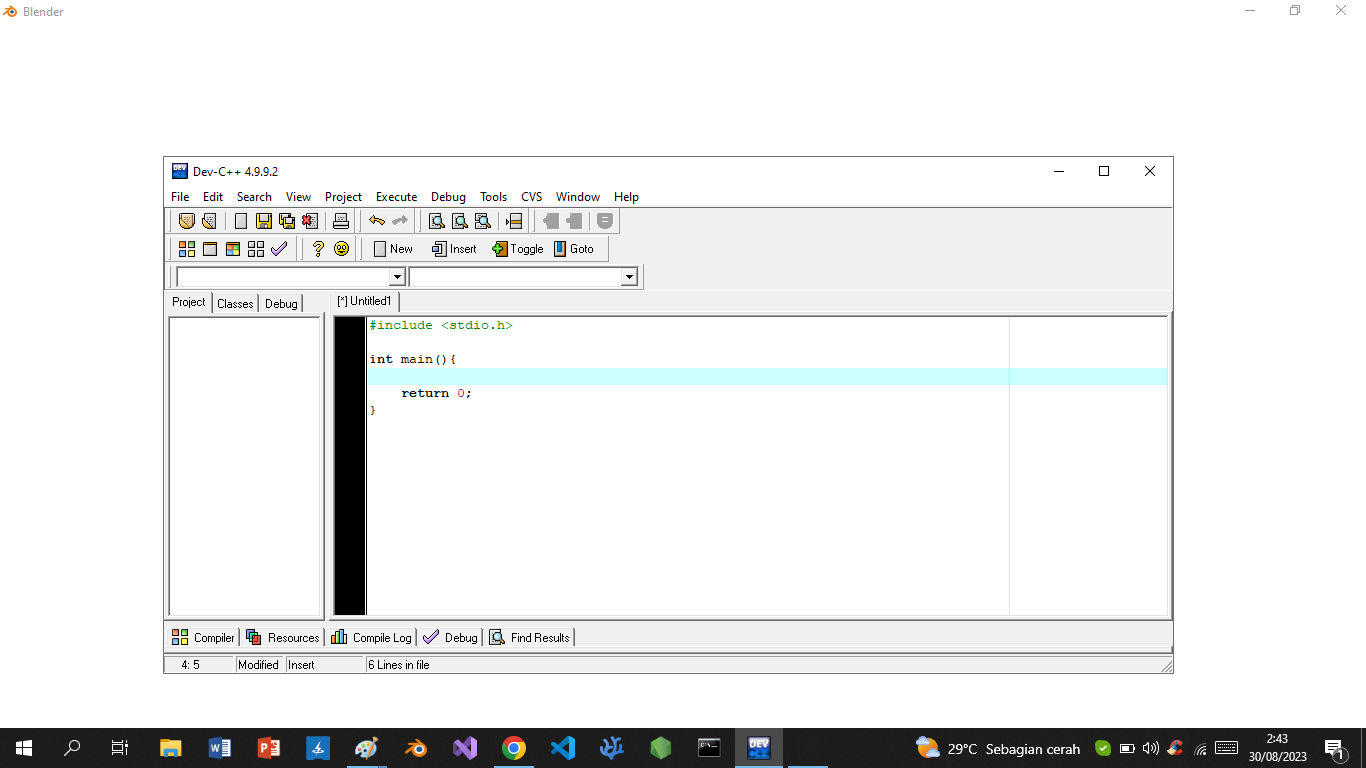 Blender
Dev-C++ 4.9.9.2
File Edit Search View Project Execute Debug Tools CVS Window Help
New Insert Toggle Goto
Project Classes Debug
[*] Untitled1
#include <stdio.h>
int main(){
return 0;
}
Compiler Resources Compile Log Debug Find Results
4: 5 Modified Insert 6 Lines in file
29°C Sebagian cerah
2:43
30/08/2023
1